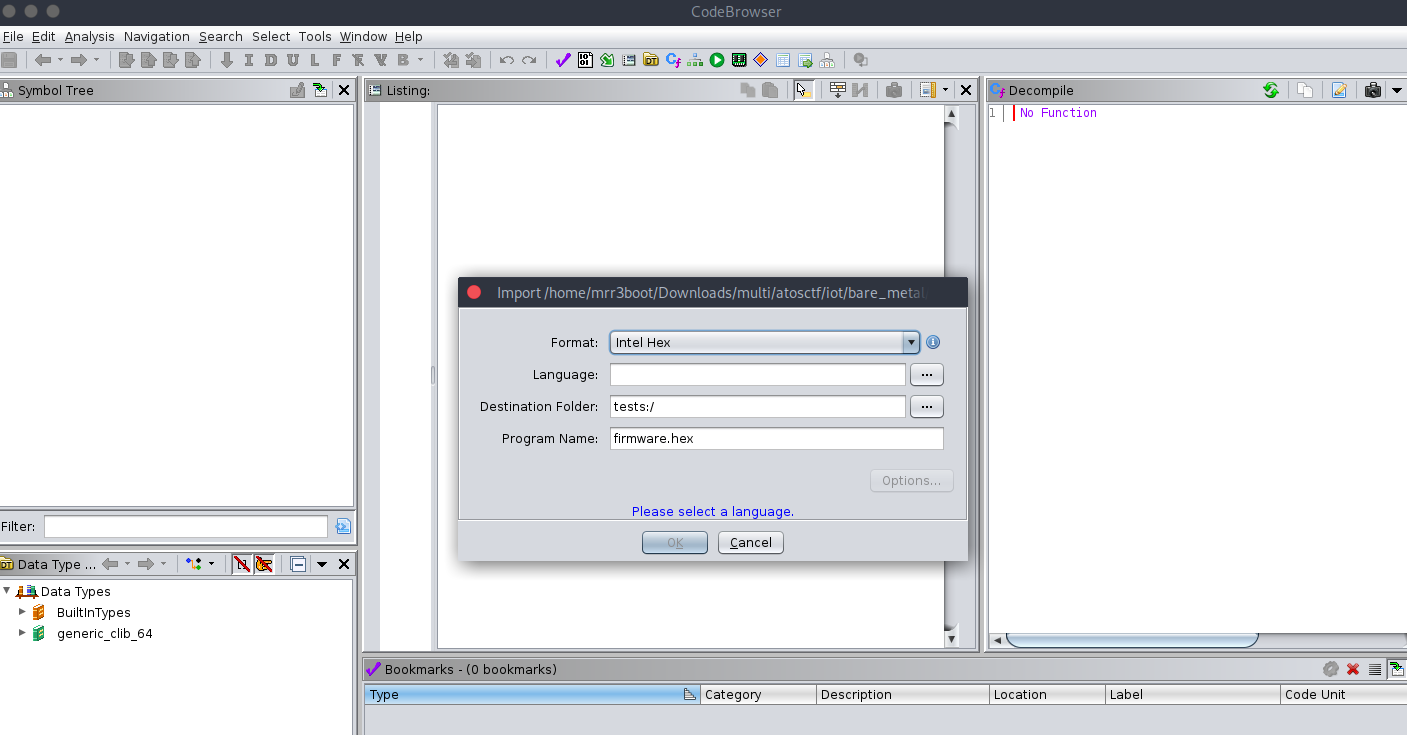 CodeBrowser
File Edit Analysis Navigation Search Select Tools Window Help
I D U L F B
Symbol Tree
Listing:
Decompile
1 No Function
Import /home/mrr3boot/Downloads/multi/atosctf/iot/bare_metal
Format: Intel Hex
Language: ...
Destination Folder: tests:/ ...
Program Name: firmware.hex
Options...
Please select a language.
OK Cancel
Filter:
Data Type ...
Data Types
BuiltInTypes
generic_clib_64
Bookmarks - (0 bookmarks)
Type Category Description Location Label Code Unit